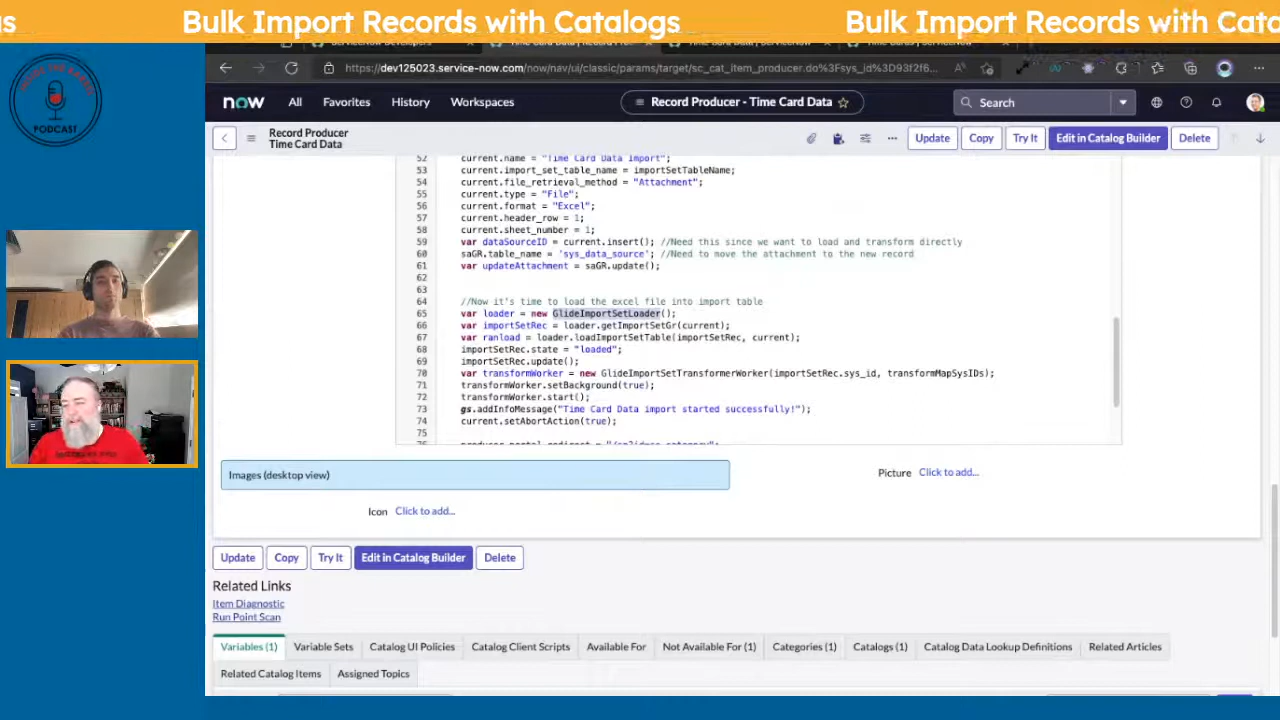 gs
Bulk Import Records with Catalogs
Bulk Import Records with Cata
PODCAST
https://dev125023.service-now.com/now/nav/ui/classic/params/target/sc_cat_item_producer.do%3Fsys_id%3D93f2f6...
now All Favorites History Workspaces
Record Producer - Time Card Data
Search
Record Producer
Time Card Data
Update Copy Try It Edit in Catalog Builder Delete
52 current.name = "Time Card Data Import";
53 current.import_set_table_name = importSetTableName;
54 current.file_retrieval_method = "Attachment";
55 current.type = "File";
56 current.format = "Excel";
57 current.header_row = 1;
58 current.sheet_number = 1;
59 var dataSourceID = current.insert(); //Need this since we want to load and transform directly
60 saGR.table_name = 'sys_data_source'; //Need to move the attachment to the new record
61 var updateAttachment = saGR.update();
62
63
64 //Now it's time to load the excel file into import table
65 var loader = new GlideImportSetLoader();
66 var importSetRec = loader.getImportSetGr(current);
67 var ranload = loader.loadImportSetTable(importSetRec, current);
68 importSetRec.state = "loaded";
69 importSetRec.update();
70 var transformWorker = new GlideImportSetTransformerWorker(importSetRec.sys_id, transformMapSysIDs);
71 transformWorker.setBackground(true);
72 transformWorker.start();
73 gs.addInfoMessage("Time Card Data import started successfully!");
74 current.setAbortAction(true);
75
Images (desktop view)
Picture Click to add...
Icon Click to add...
Update Copy Try It Edit in Catalog Builder Delete
Related Links
Item Diagnostic
Run Point Scan
Variables (1) Variable Sets Catalog UI Policies Catalog Client Scripts Available For Not Available For (1) Categories (1) Catalogs (1) Catalog Data Lookup Definitions Related Articles
Related Catalog Items Assigned Topics